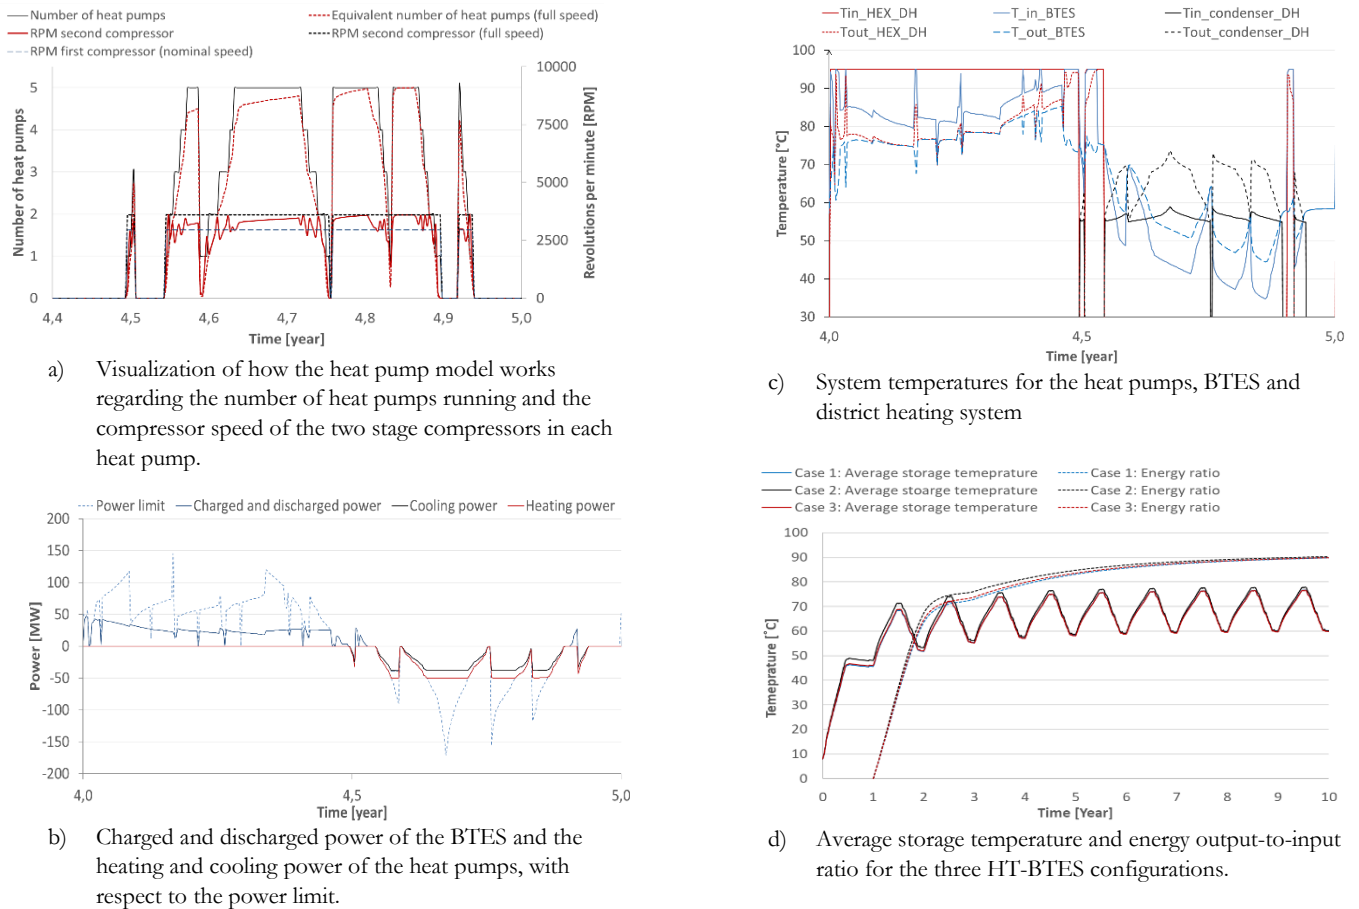 Number of heat pumps
Equivalent number of heat pumps (full speed)
RPM second compressor
RPM second compressor (full speed)
RPM first compressor (nominal speed)
Number of heat pumps
5
4
3
2
1
0
10000
7500
5000
2500
0
Revolutions per minute [RPM]
4,4
4,5
4,6
4,7
4,8
4,9
5,0
Time [year]
a) Visualization of how the heat pump model works
regarding the number of heat pumps running and the
compressor speed of the two stage compressors in each
heat pump.
Power limit
Charged and discharged power
Cooling power
Heating power
Power [MW]
200
150
100
50
0
-50
-100
-150
-200
4,0
4,5
5,0
Time [year]
b) Charged and discharged power of the BTES and the
heating and cooling power of the heat pumps, with
respect to the power limit.
Tin_HEX_DH
T_in_BTES
Tin_condenser_DH
Tout_HEX_DH
T_out_BTES
Tout_condenser_DH
Temperature [°C]
100
90
80
70
60
50
40
30
4,0
4,5
5,0
Time [year]
c) System temperatures for the heat pumps, BTES and
district heating system
Case 1: Average storage temeprature
Case 1: Energy ratio
Case 2: Average stoarge temeprature
Case 2: Energy ratio
Case 3: Average storage temeprature
Case 3: Energy ratio
Temeprature [˚C]
100
90
80
70
60
50
40
30
20
10
0
0
1
2
3
4
5
6
7
8
9
10
Time [Year]
d) Average storage temperature and energy output-to-input
ratio for the three HT-BTES configurations.